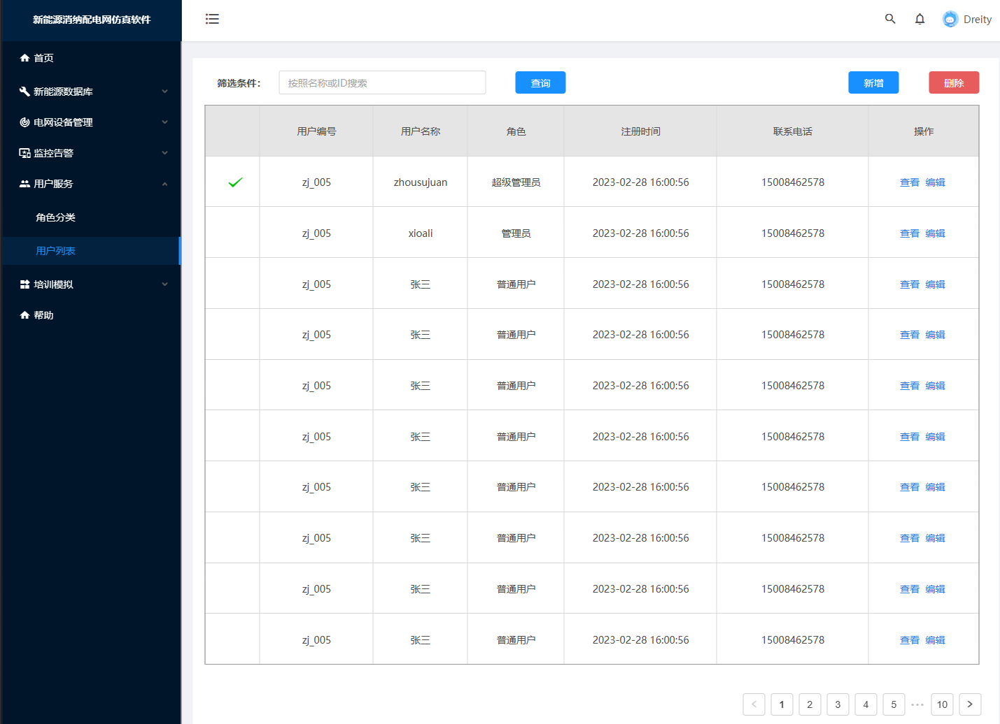 新能源消纳配电网仿真软件
Dreity
首页
新能源数据库
电网设备管理
监控告警
用户服务
角色分类
用户列表
培训模拟
帮助
筛选条件: 按照名称或ID搜索 查询 新增 删除
用户编号 用户名称 角色 注册时间 联系电话 操作
zj_005 zhousujuan 超级管理员 2023-02-28 16:00:56 15008462578 查看 编辑
zj_005 xioali 管理员 2023-02-28 16:00:56 15008462578 查看 编辑
zj_005 张三 普通用户 2023-02-28 16:00:56 15008462578 查看 编辑
zj_005 张三 普通用户 2023-02-28 16:00:56 15008462578 查看 编辑
zj_005 张三 普通用户 2023-02-28 16:00:56 15008462578 查看 编辑
zj_005 张三 普通用户 2023-02-28 16:00:56 15008462578 查看 编辑
zj_005 张三 普通用户 2023-02-28 16:00:56 15008462578 查看 编辑
zj_005 张三 普通用户 2023-02-28 16:00:56 15008462578 查看 编辑
zj_005 张三 普通用户 2023-02-28 16:00:56 15008462578 查看 编辑
zj_005 张三 普通用户 2023-02-28 16:00:56 15008462578 查看 编辑
< 1 2 3 4 5 ••• 10 >